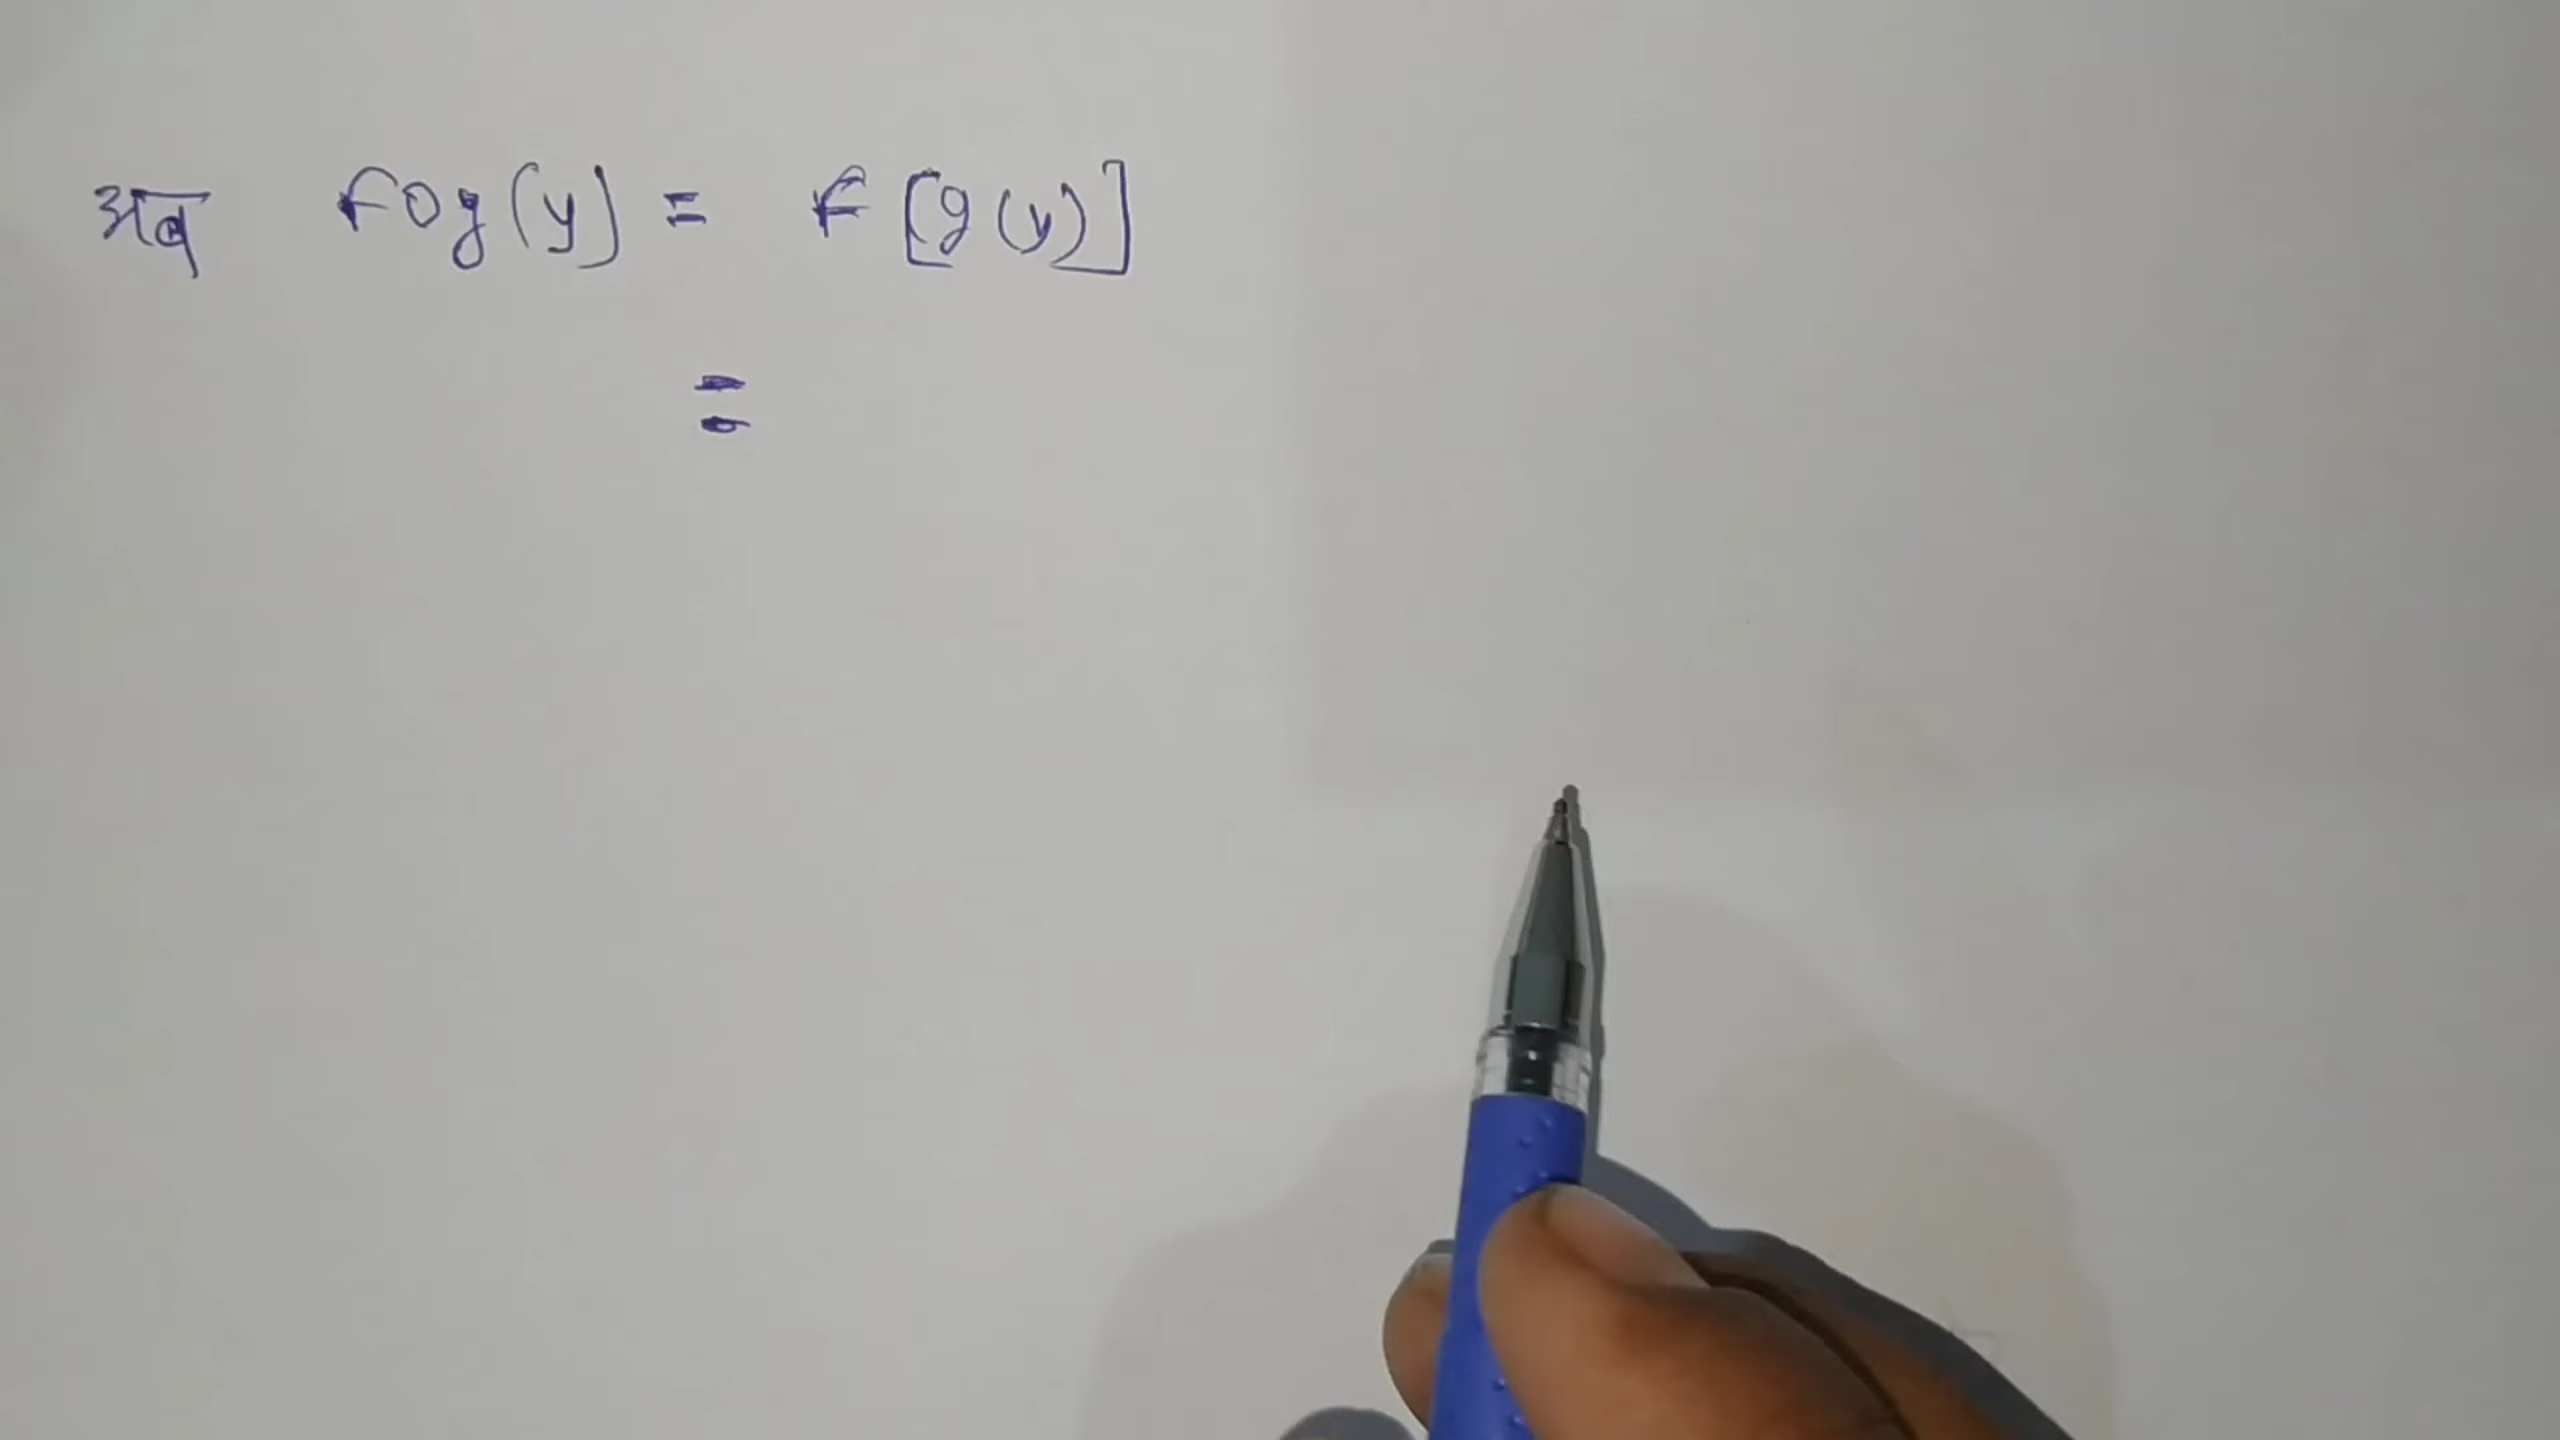 अब fog(y) = f[g(y)]
=